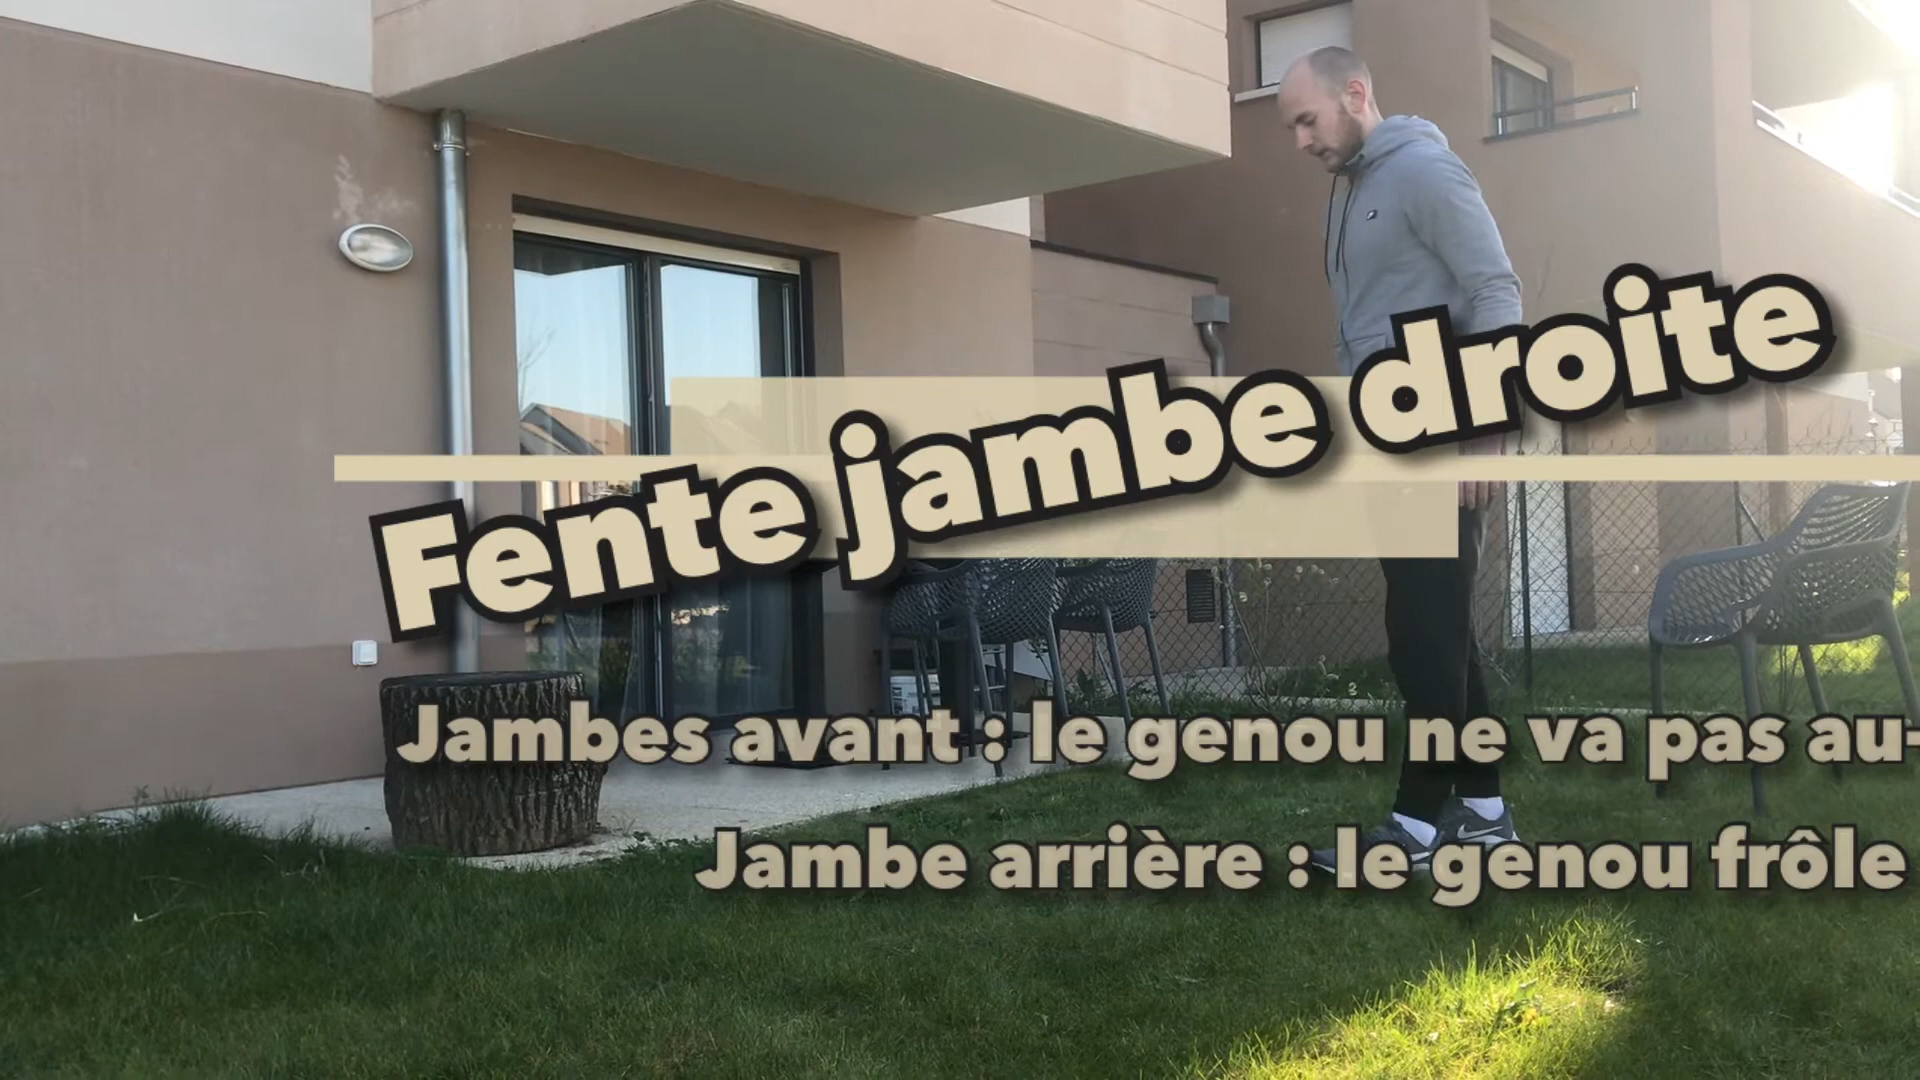 Fente jambe droite
Jambes avant : le genou ne va pas au-
Jambe arrière : le genou frôle